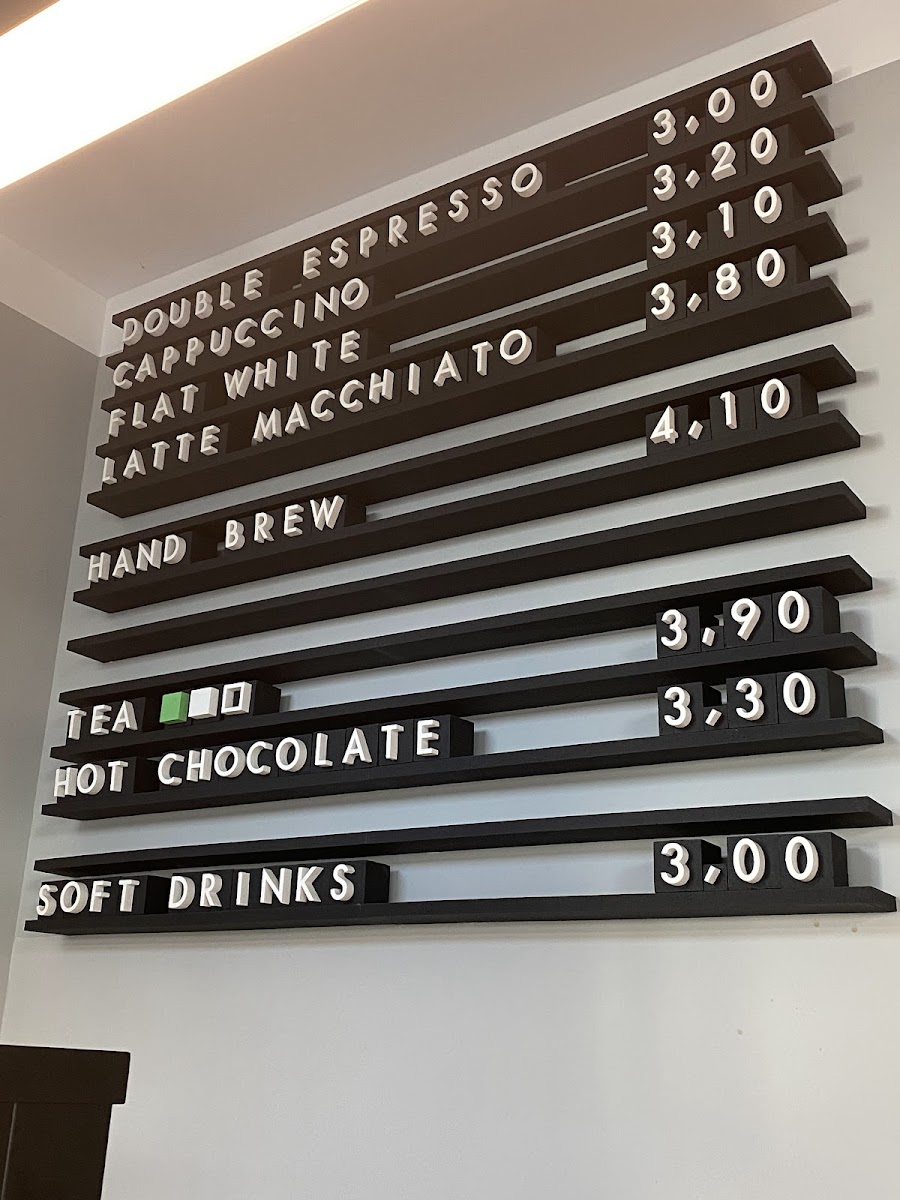 DOUBLE ESPRESSO 3,00
CAPPUCCINO 3,20
FLAT WHITE 3,10
LATTE MACCHIATO 3,80
HAND BREW 4,10
TEA 3,90
HOT CHOCOLATE 3,30
SOFT DRINKS 3,00